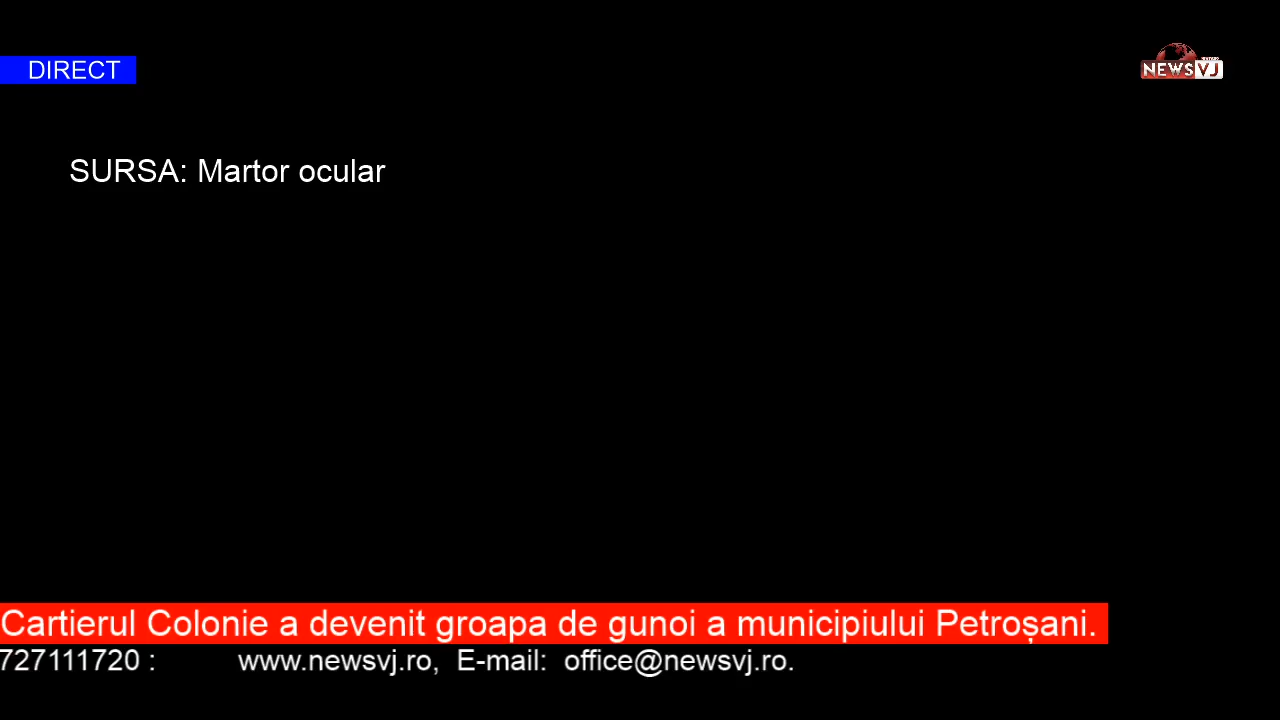 DIRECT
NEWSVJ
SURSA: Martor ocular
Cartierul Colonie a devenit groapa de gunoi a municipiului Petroșani.
727111720 : www.newsvj.ro, E-mail: office@newsvj.ro.